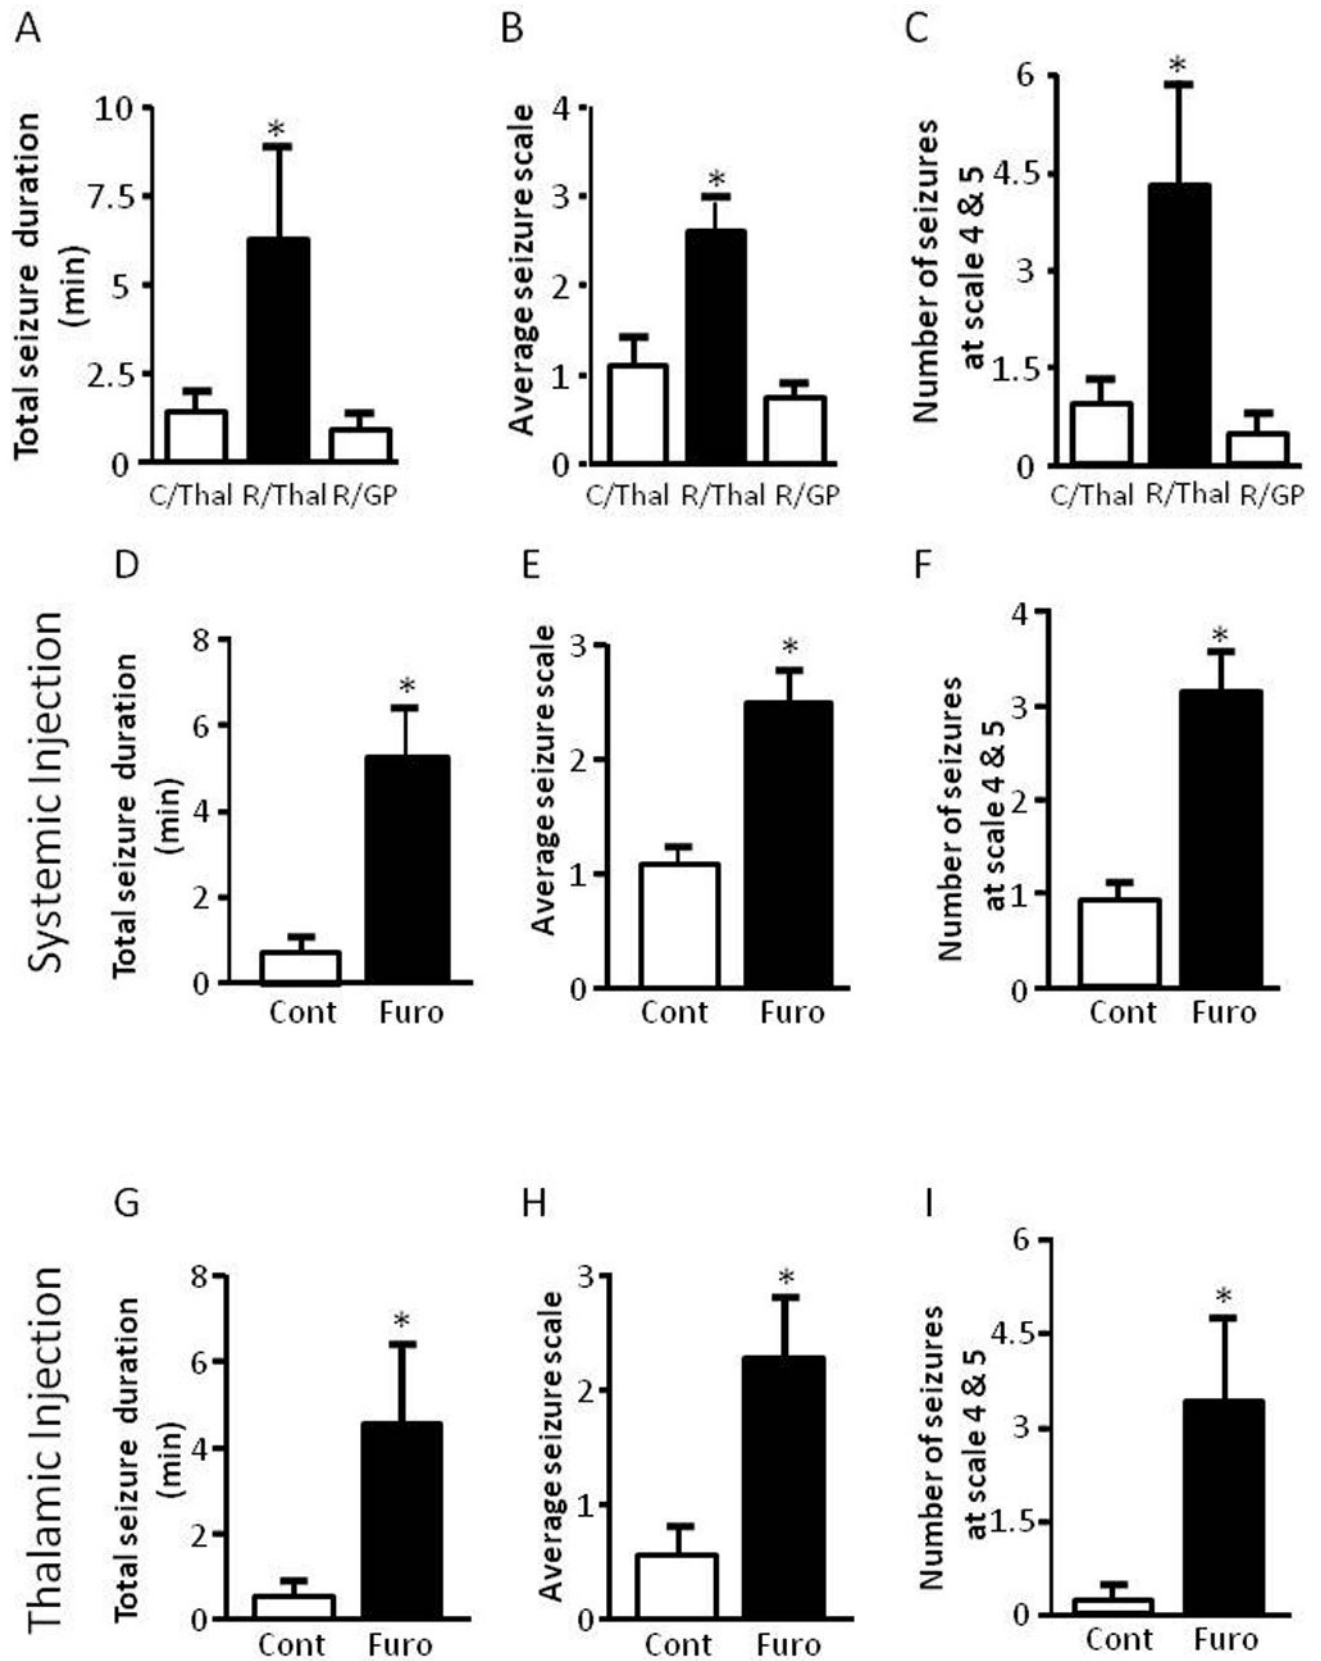 A
Total seizure duration
(min)
10
7.5
5
2.5
0
*
C/Thal R/Thal R/GP
B
Average seizure scale
4
3
2
1
0
*
C/Thal R/Thal R/GP
C
Number of seizures
at scale 4 & 5
6
4.5
3
1.5
0
*
C/Thal R/Thal R/GP
Systemic Injection
D
Total seizure duration
(min)
8
6
4
2
0
*
Cont Furo
E
Average seizure scale
3
2
1
0
*
Cont Furo
F
Number of seizures
at scale 4 & 5
4
3
2
1
0
*
Cont Furo
Thalamic Injection
G
Total seizure duration
(min)
8
6
4
2
0
*
Cont Furo
H
Average seizure scale
3
2
1
0
*
Cont Furo
I
Number of seizures
at scale 4 & 5
6
4.5
3
1.5
0
*
Cont Furo